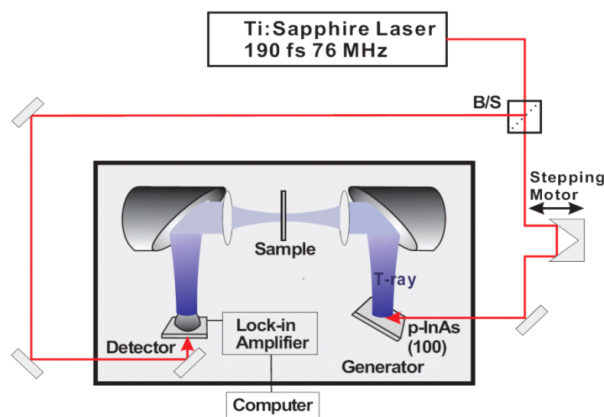 Ti:Sapphire Laser
190 fs 76 MHz
B/S
Stepping
Motor
Sample
T-ray
Lock-in
Amplifier
p-InAs
(100)
Detector
Generator
Computer